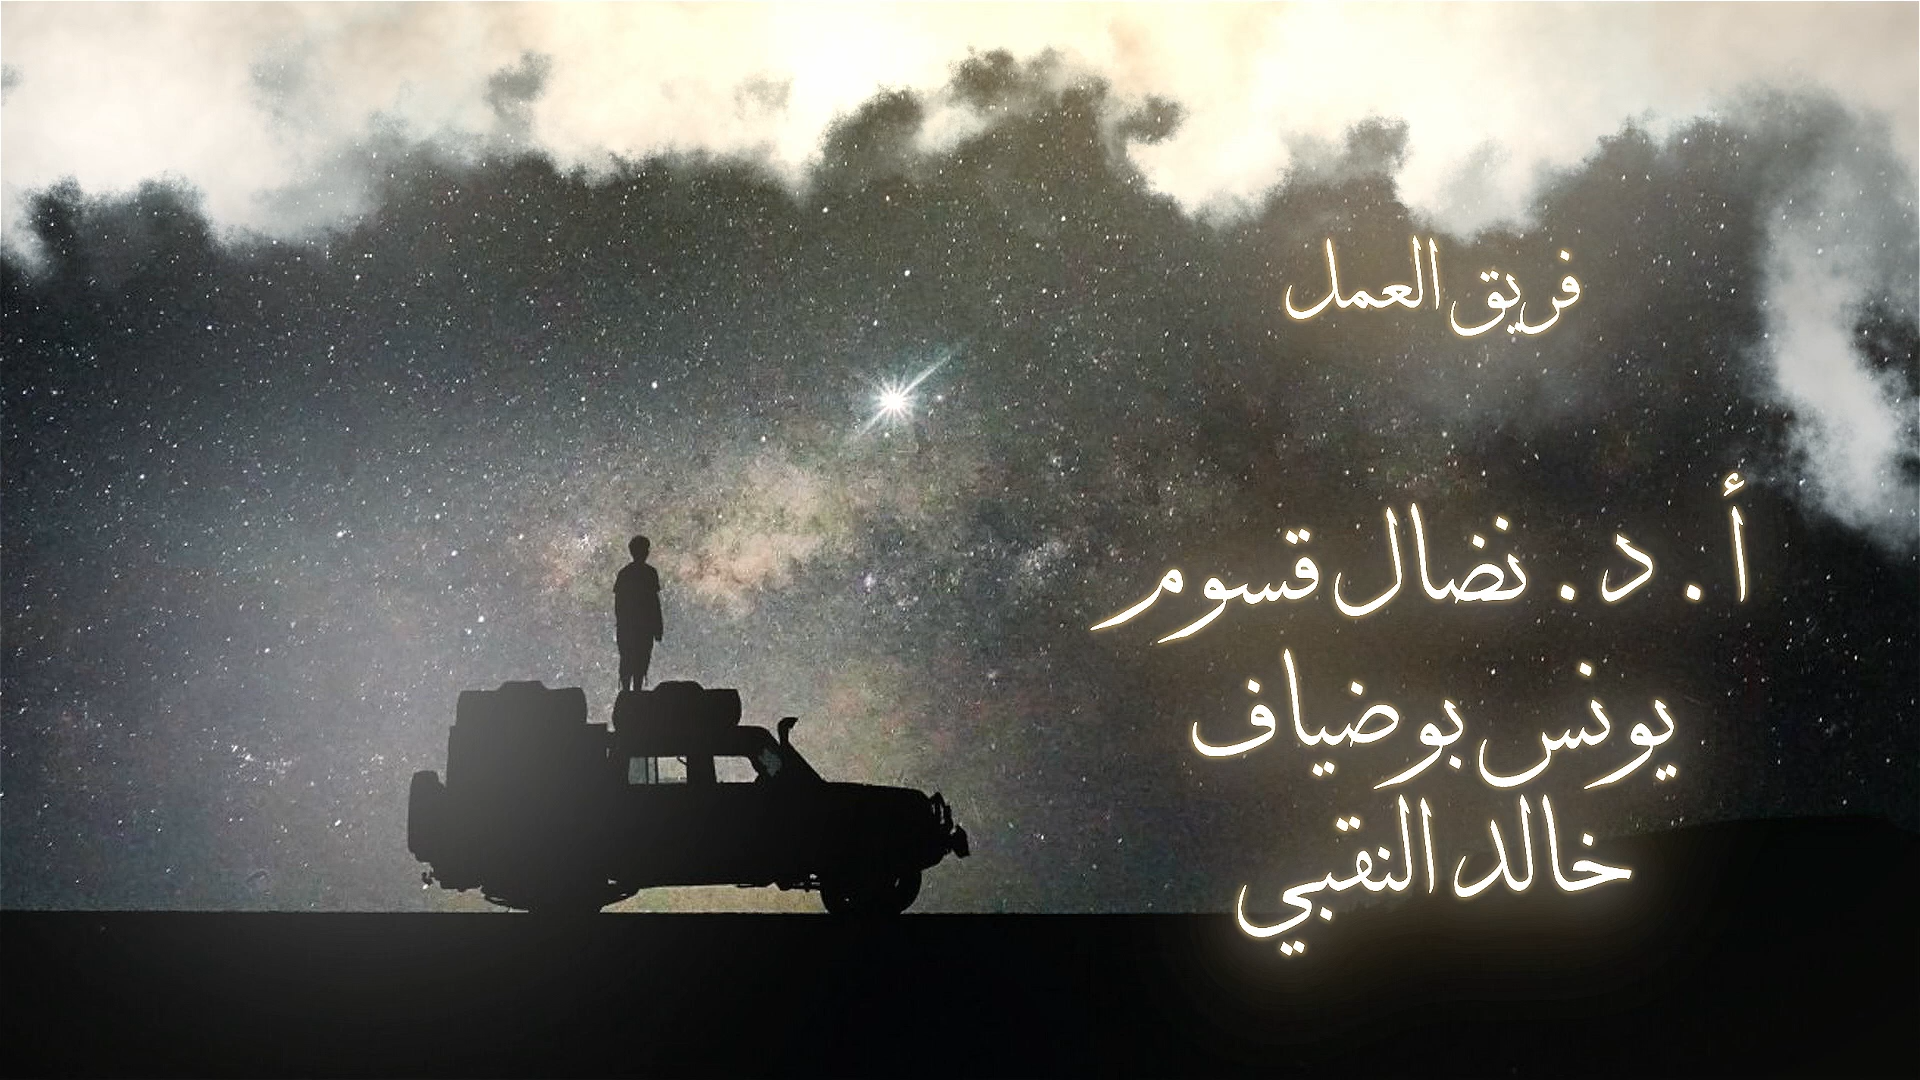 فريق العمل
أ . د . نضال قسوم
يونس بوضياف
خالد النقبي